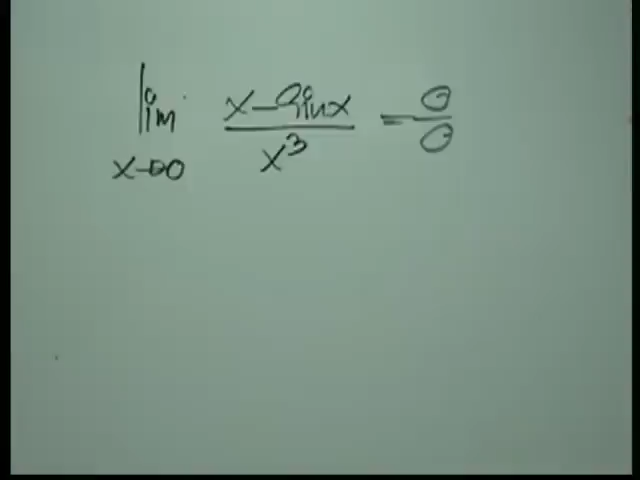 lim x - sin x / x³ = 0/0
x→0